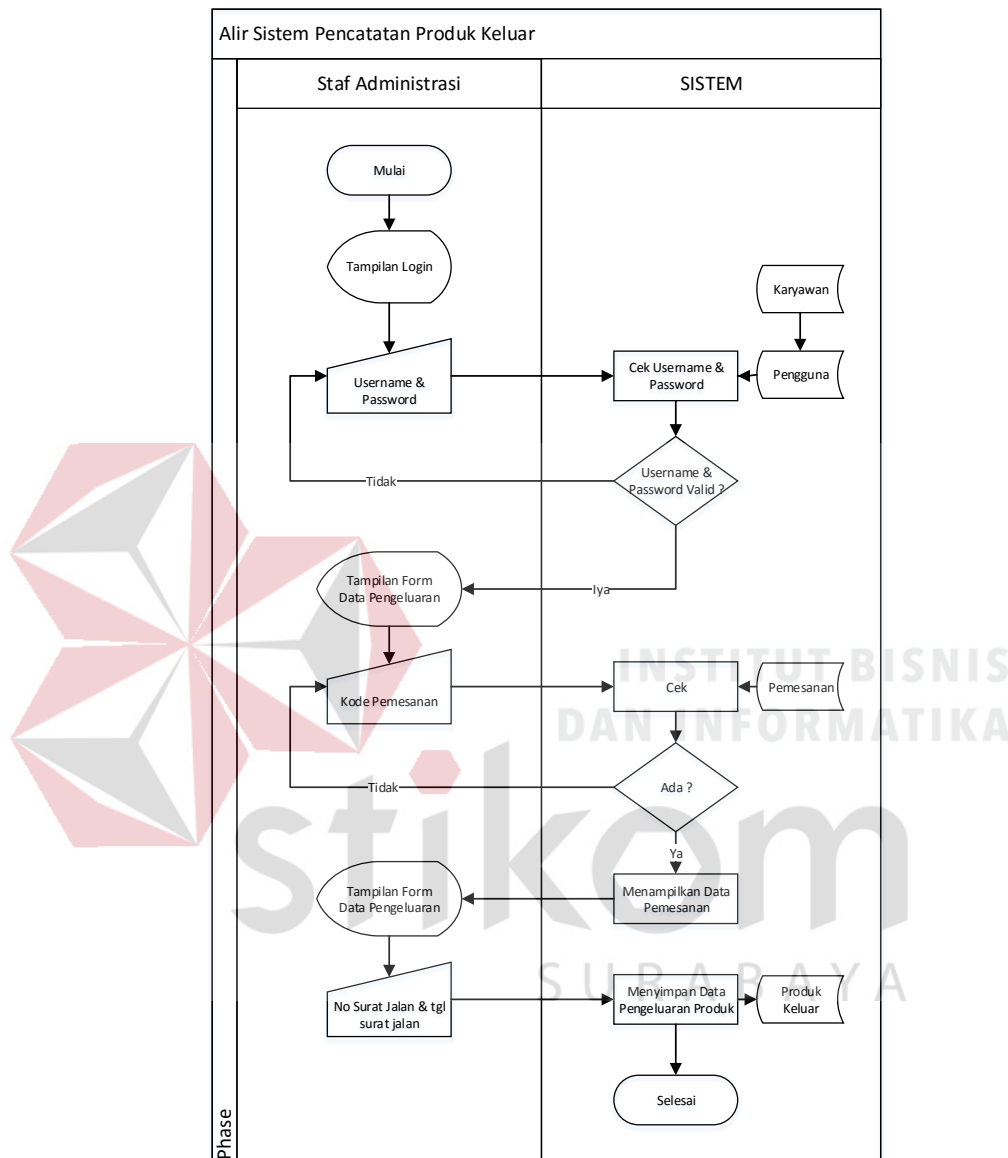 Alir Sistem Pencatatan Produk Keluar
Staf Administrasi
SISTEM
Mulai
Tampilan Login
Karyawan
Username &
Password
Cek Username &
Password
Pengguna
Username &
Password Valid ?
Tidak
Iya
Tampilan Form
Data Pengeluaran
INSTITUT BISNIS
DAN INFORMATIKA
Kode Pemesanan
Cek
Pemesanan
Ada ?
Tidak
Ya
stikom
SURABAYA
Menampilkan Data
Pemesanan
Tampilan Form
Data Pengeluaran
No Surat Jalan & tgl
surat jalan
Menyimpan Data
Pengeluaran Produk
Produk
Keluar
Selesai
Phase